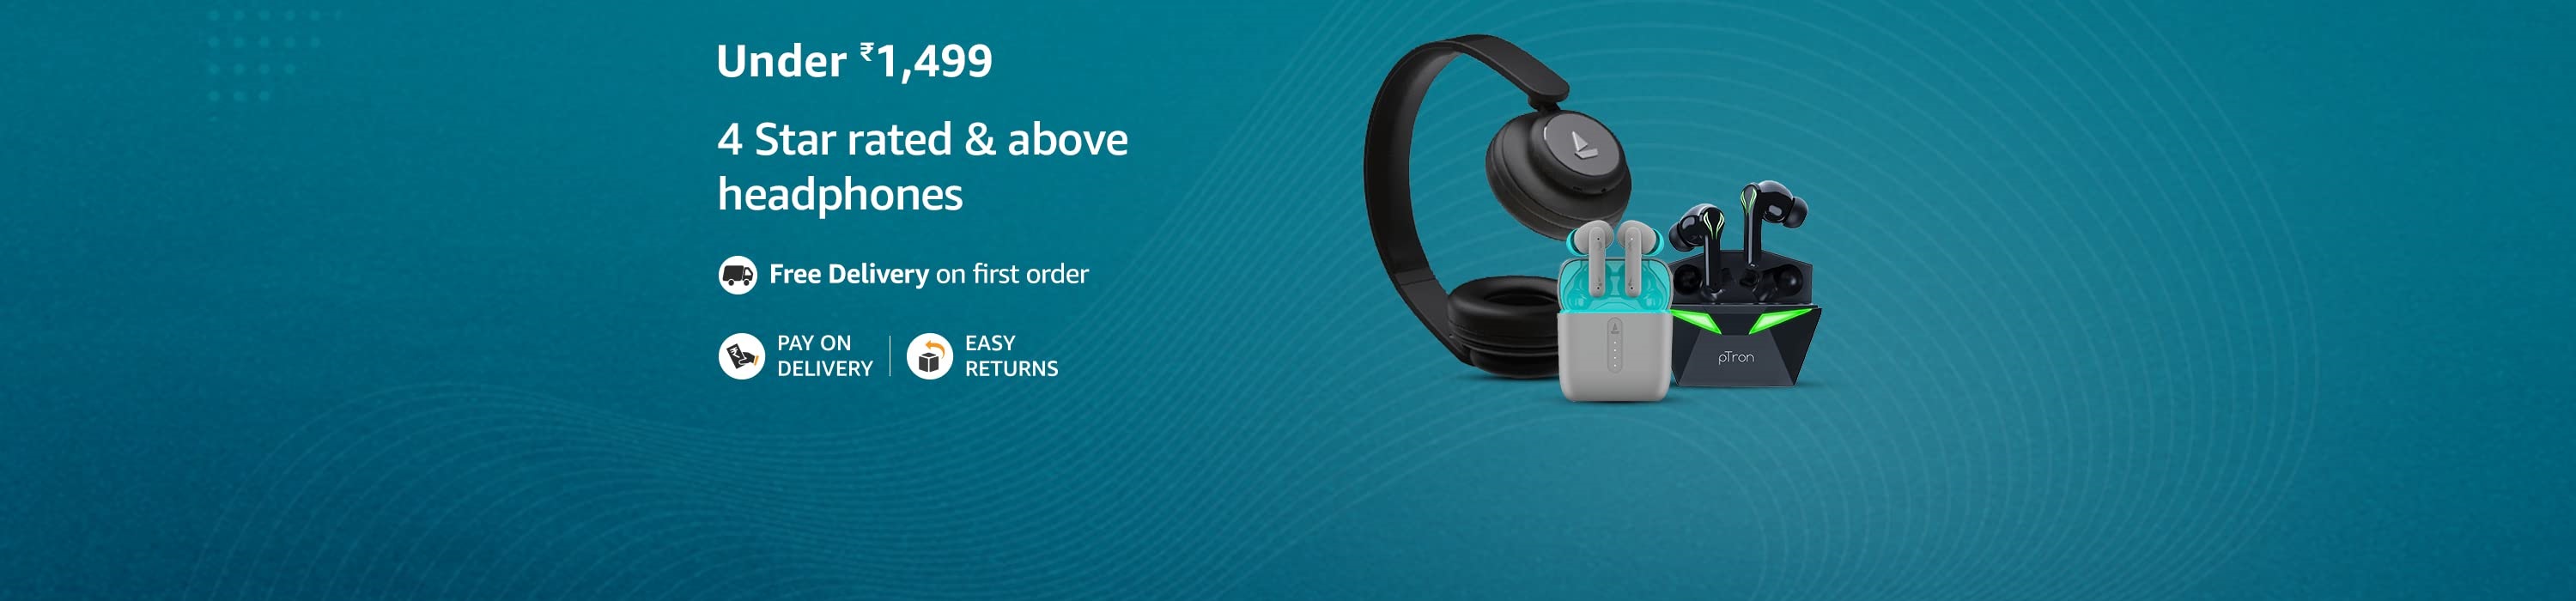 Under ₹1,499
4 Star rated & above
headphones
Free Delivery on first order
PAY ON
DELIVERY
EASY
RETURNS
pTron